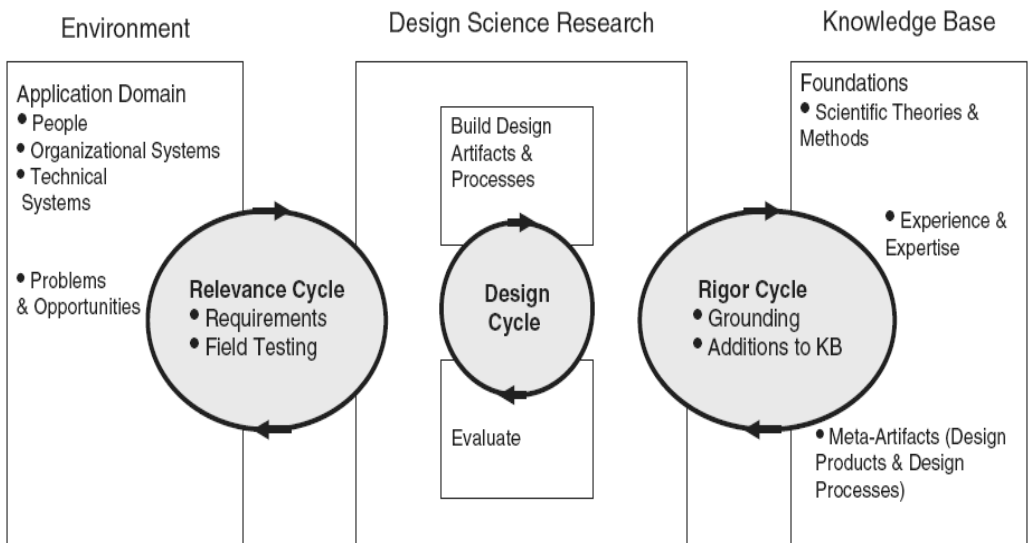 Environment
Design Science Research
Knowledge Base
Application Domain
• People
• Organizational Systems
• Technical
Systems
• Problems
& Opportunities
Relevance Cycle
• Requirements
• Field Testing
Build Design
Artifacts &
Processes
Design
Cycle
Evaluate
Rigor Cycle
• Grounding
• Additions to KB
Foundations
• Scientific Theories &
Methods
• Experience &
Expertise
• Meta-Artifacts (Design
Products & Design
Processes)